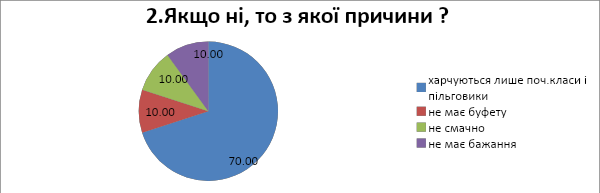 2.Якщо ні, то з якої причини ?
10.00
10.00
10.00
70.00
харчуються лише поч.класи і
пільговики
не має буфету
не смачно
не має бажання